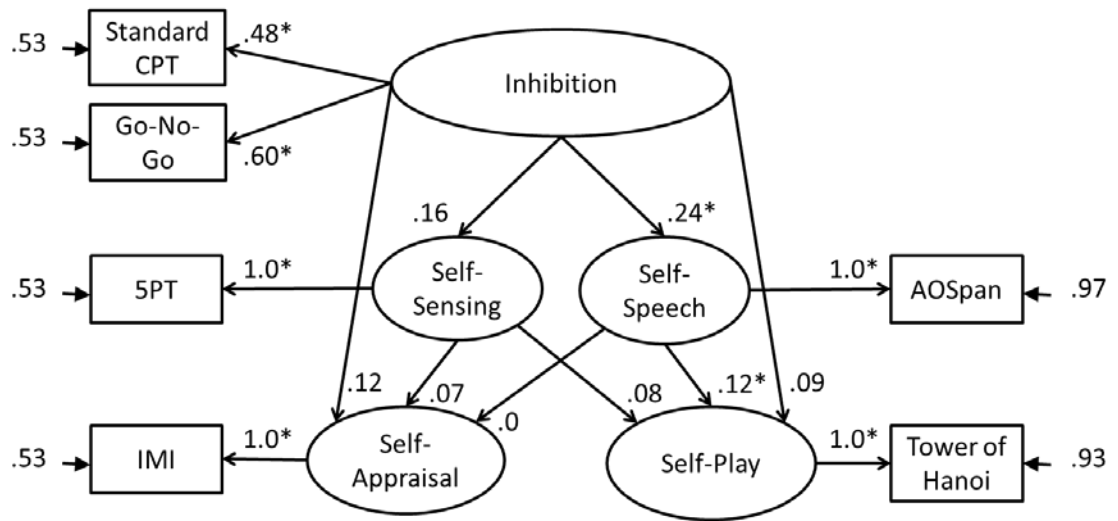 .53
Standard
CPT
.48*
Inhibition
.53
Go-No-
Go
.60*
.16
.24*
.53
5PT
1.0*
Self-
Sensing
Self-
Speech
1.0*
AOSpan
.97
.12
.07
.0
.08
.12*
.09
.53
IMI
1.0*
Self-
Appraisal
Self-Play
1.0*
Tower of
Hanoi
.93